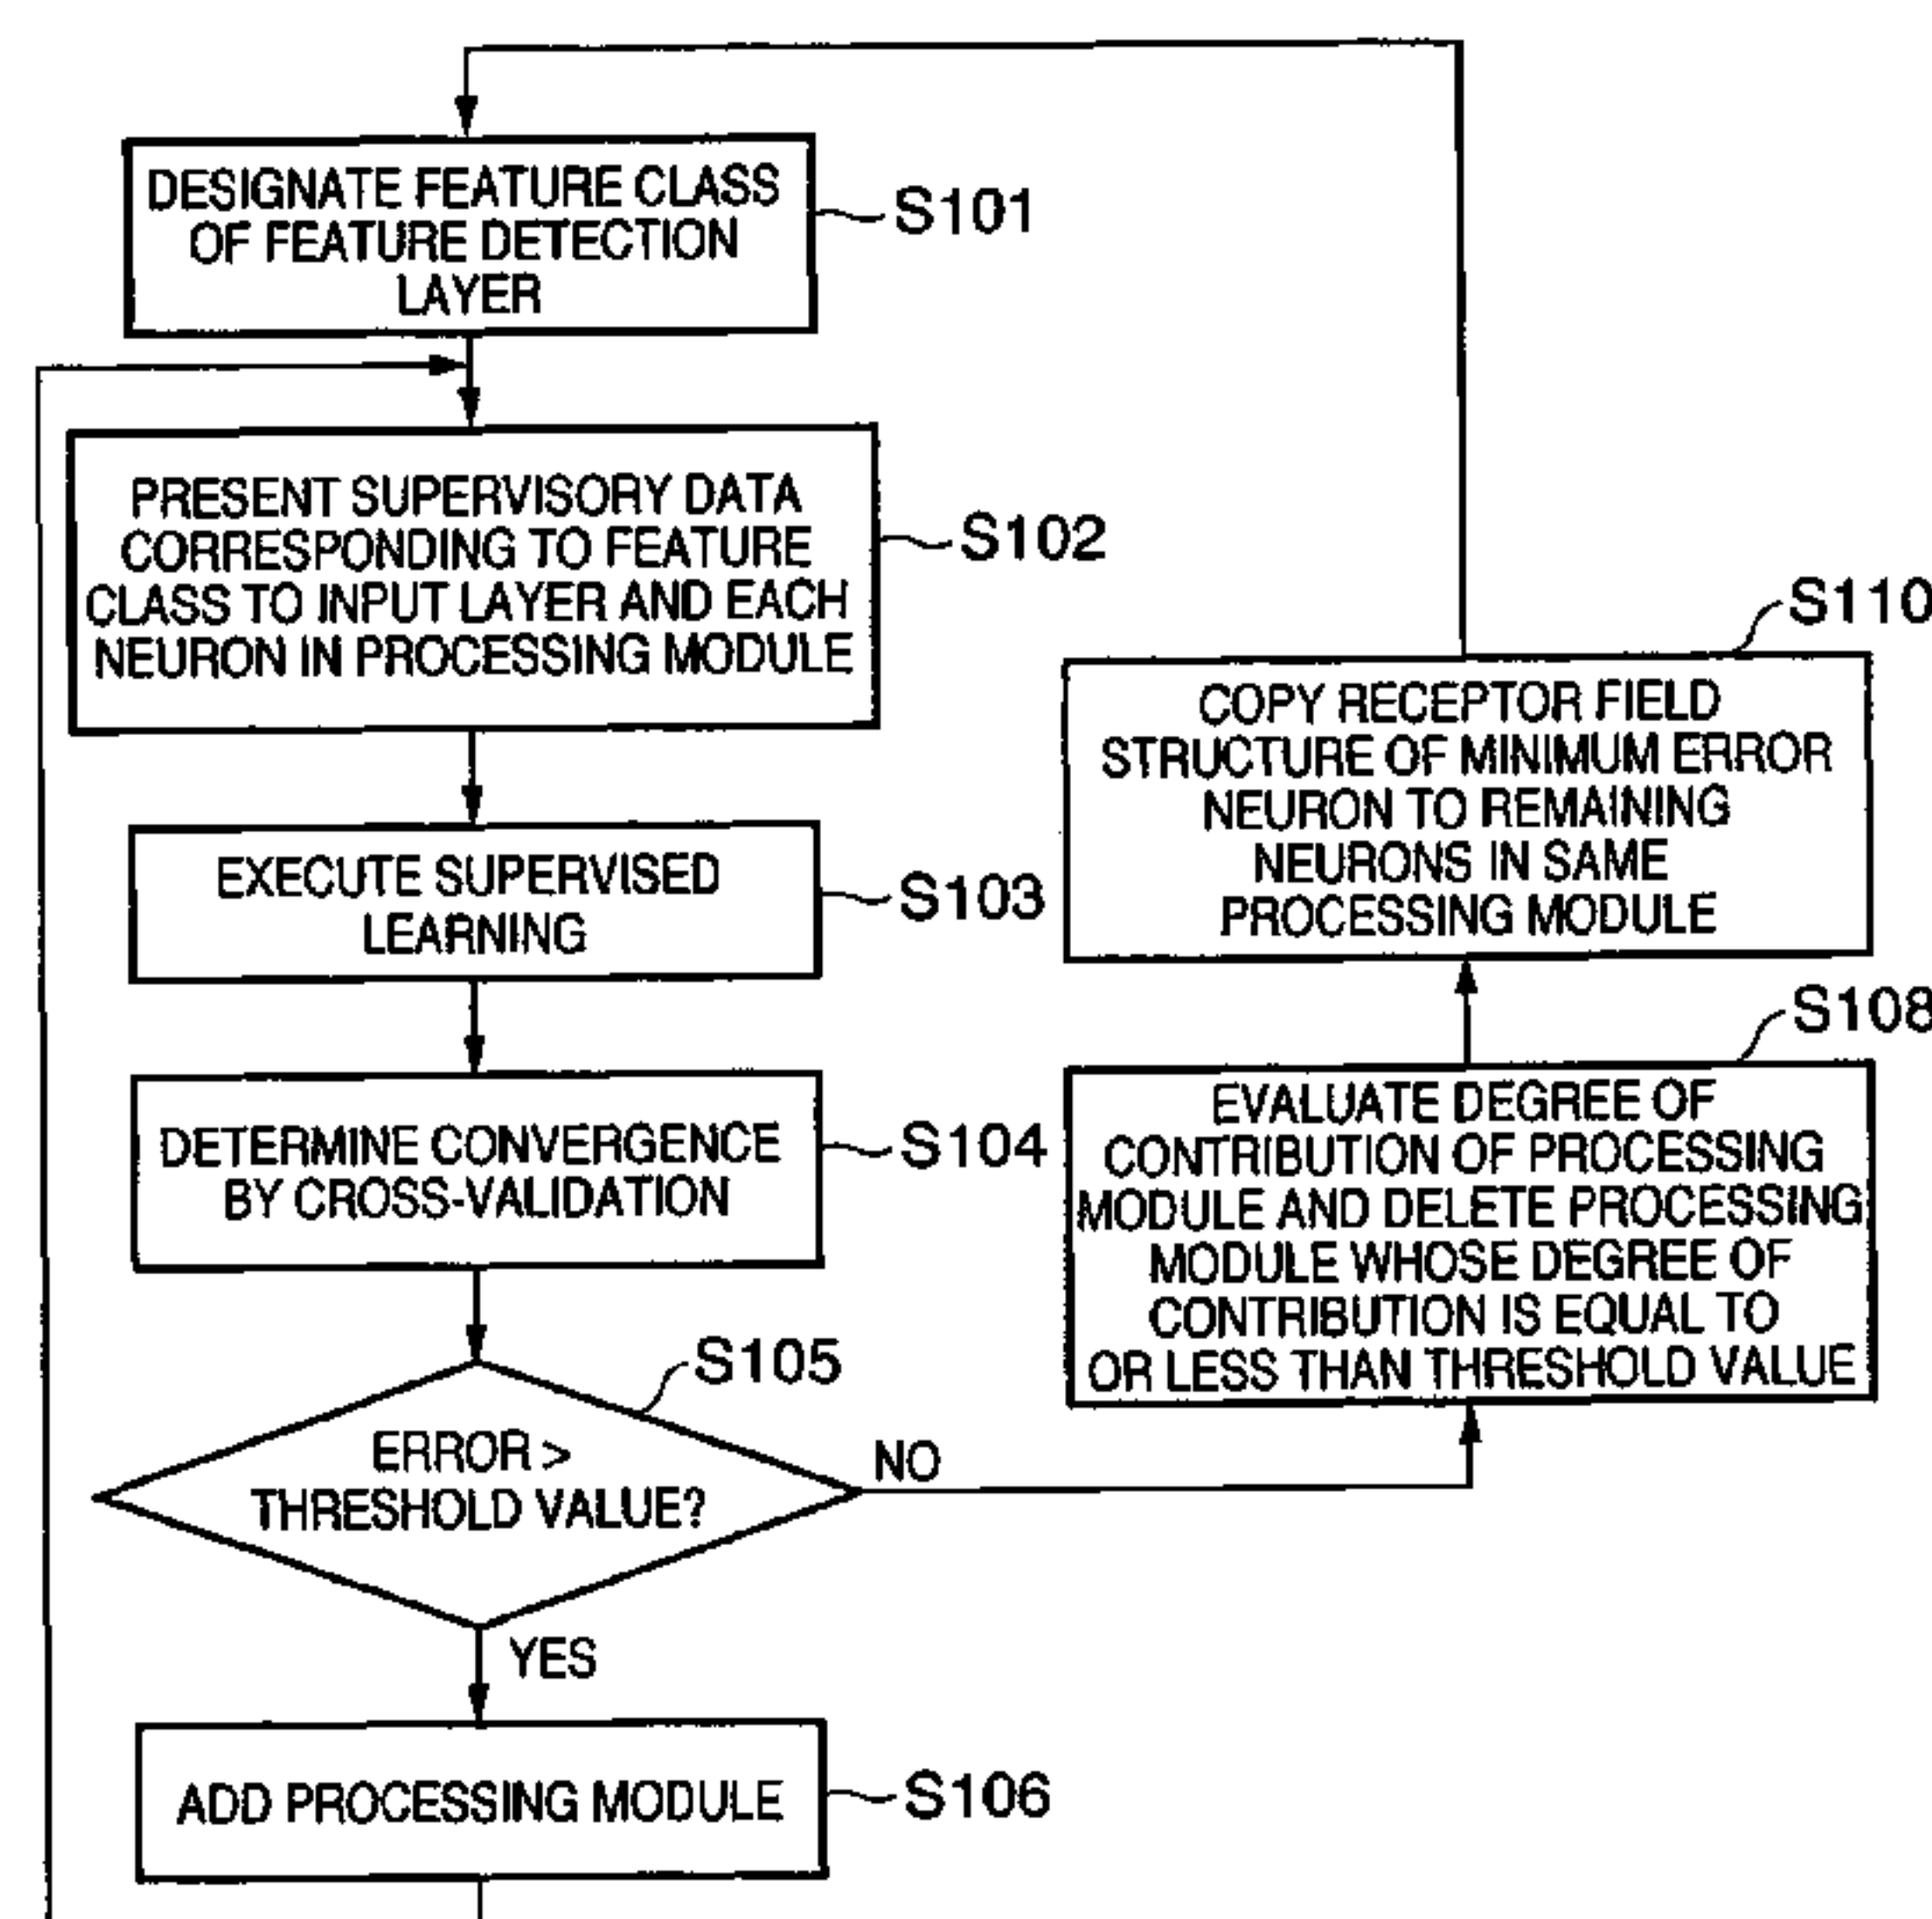 DESIGNATE FEATURE CLASS
OF FEATURE DETECTION
LAYER
S101
PRESENT SUPERVISORY DATA
CORRESPONDING TO FEATURE
CLASS TO INPUT LAYER AND EACH
NEURON IN PROCESSING MODULE
S102
EXECUTE SUPERVISED
LEARNING
S103
DETERMINE CONVERGENCE
BY CROSS-VALIDATION
S104
ERROR >
THRESHOLD VALUE?
S105
NO
YES
ADD PROCESSING MODULE
S106
S110
COPY RECEPTOR FIELD
STRUCTURE OF MINIMUM ERROR
NEURON TO REMAINING
NEURONS IN SAME
PROCESSING MODULE
S108
EVALUATE DEGREE OF
CONTRIBUTION OF PROCESSING
MODULE AND DELETE PROCESSING
MODULE WHOSE DEGREE OF
CONTRIBUTION IS EQUAL TO
OR LESS THAN THRESHOLD VALUE